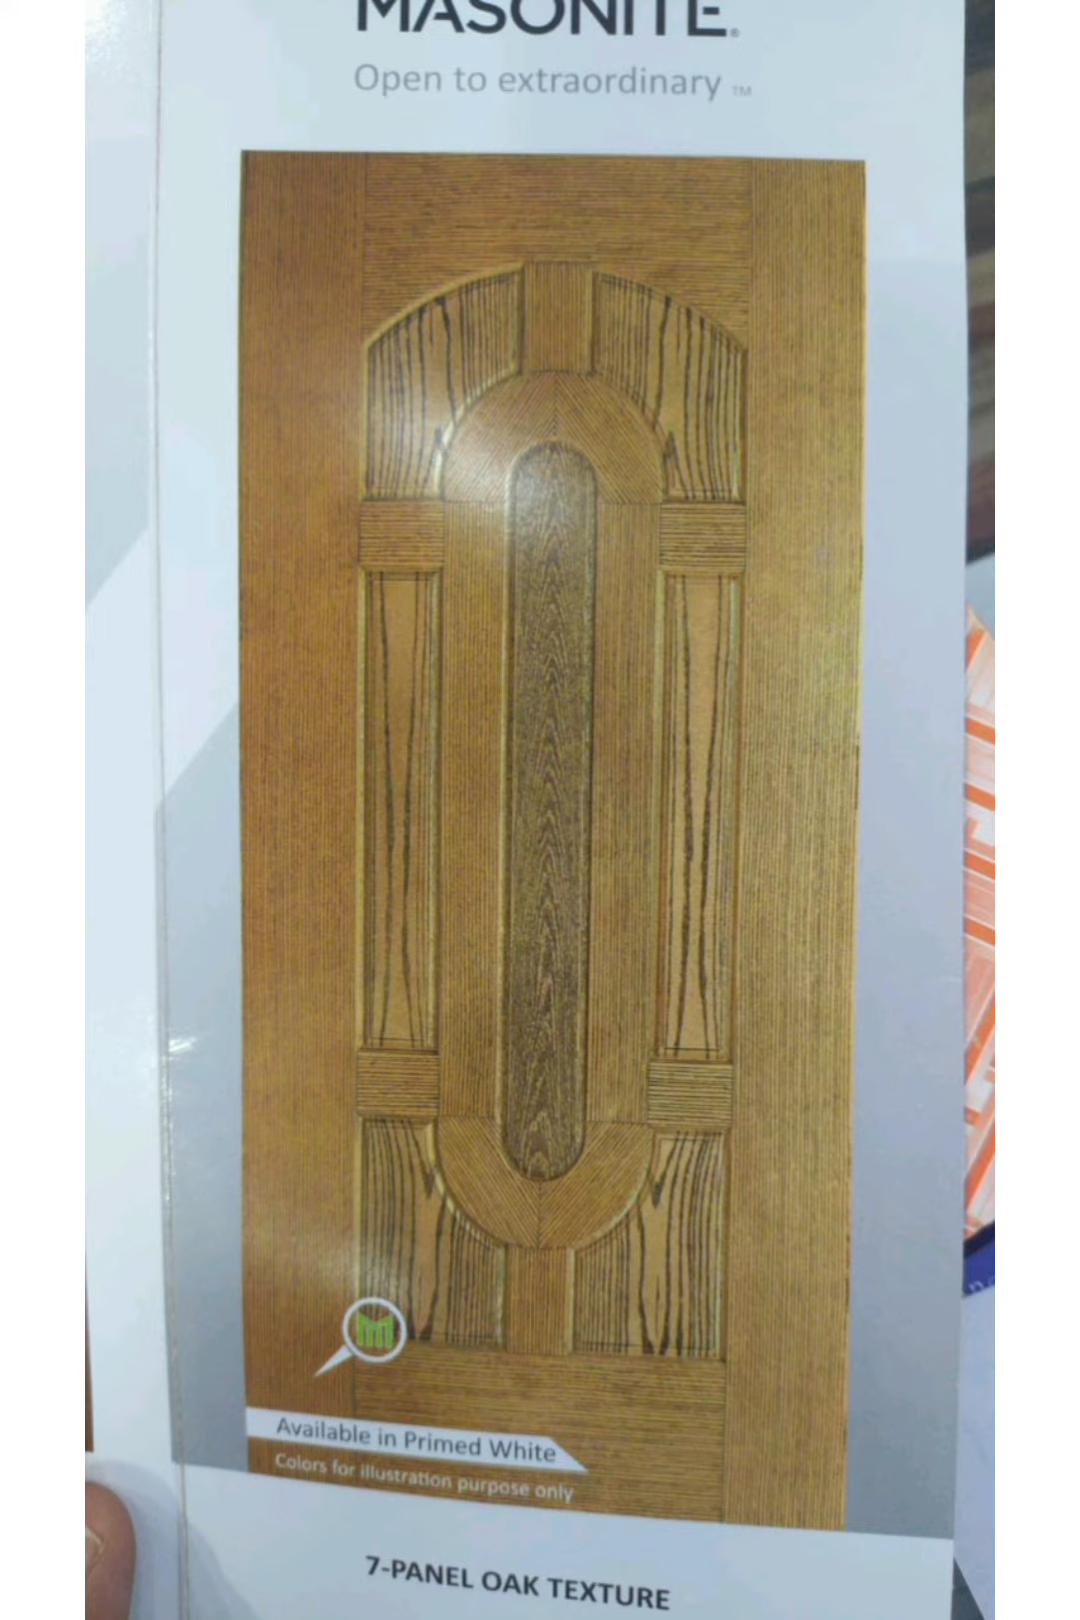 MASONITE®
Open to extraordinary ™
Available in Primed White
Colors for illustration purpose only
7-PANEL OAK TEXTURE